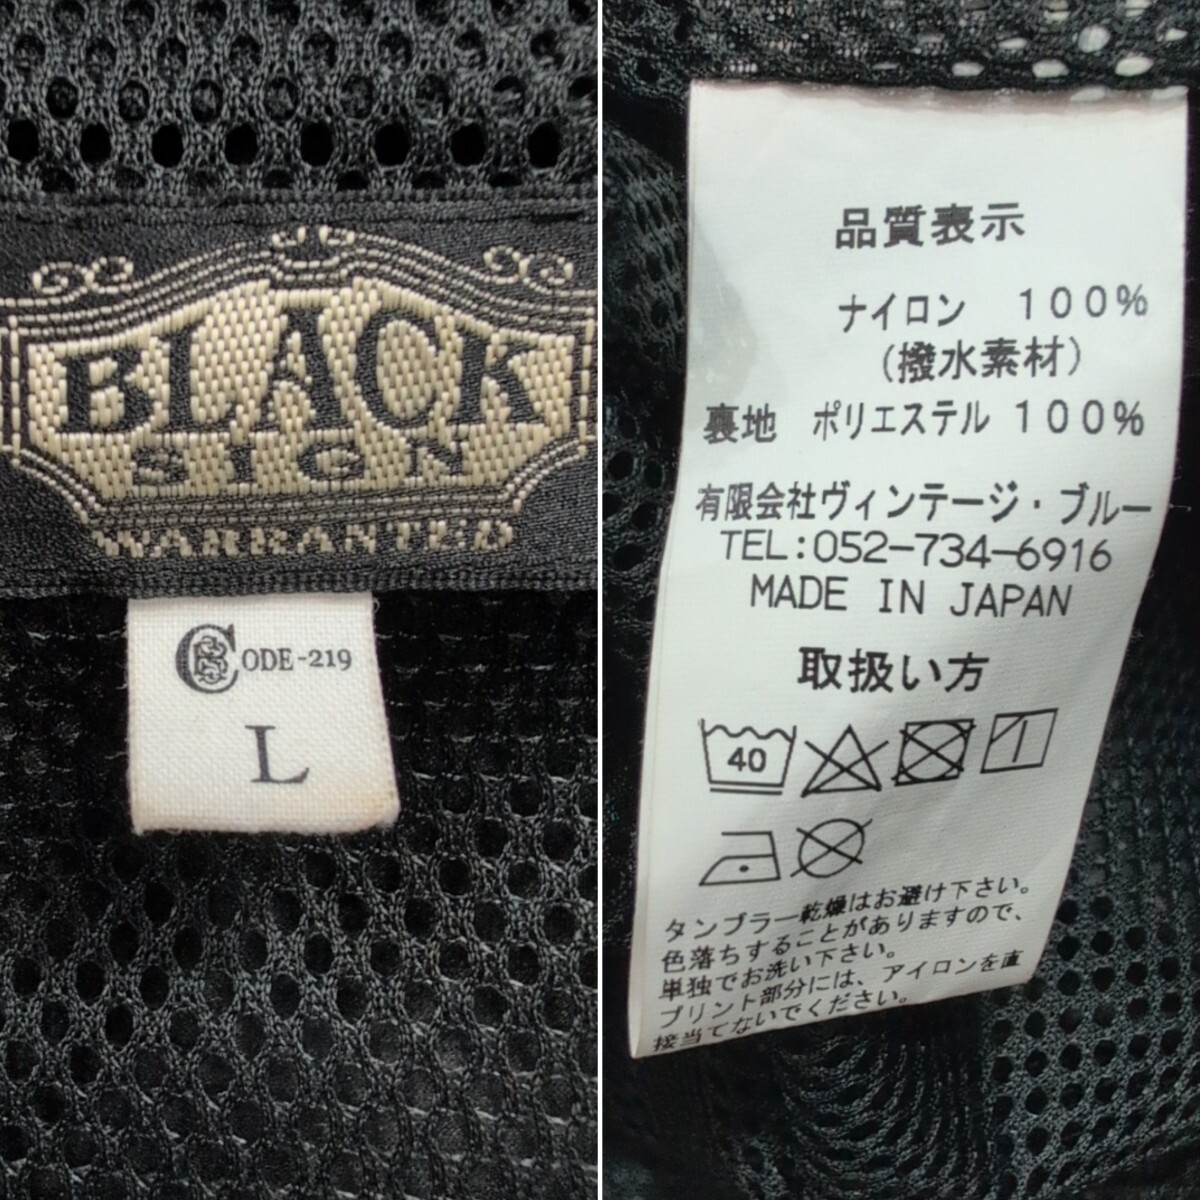 BLACK
SIGN
WARRANTED
CODE-219
L
品質表示
ナイロン 100%
(撥水素材)
裏地 ポリエステル 100%
有限会社ヴィンテージ・ブルー
TEL:052-734-6916
MADE IN JAPAN
取扱い方
40
タンブラー乾燥はお避け下さい。
色落ちすることがありますので、
単独でお洗い下さい。
プリント部分には、アイロンを直
接当てないでください。